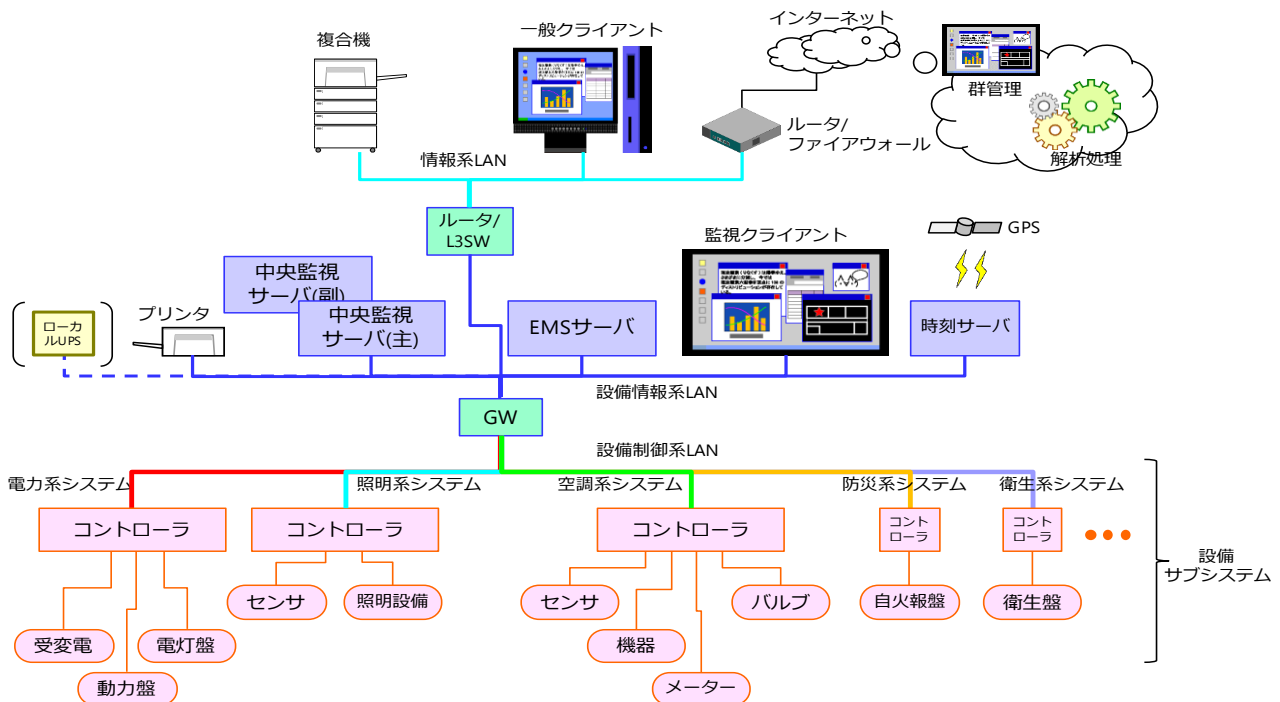 インターネット
一般クライアント
複合機
群管理
解析処理
ルータ/
ファイアウォール
情報系LAN
ルータ/
L3SW
監視クライアント
GPS
中央監視
サーバ(副)
中央監視
サーバ(主)
プリンタ
ローカ
ルUPS
EMSサーバ
時刻サーバ
設備情報系LAN
GW
設備制御系LAN
電力系システム
照明系システム
空調系システム
防災系システム
衛生系システム
コントローラ
コントローラ
コントローラ
コント
ローラ
コント
ローラ
設備
サブシステム
センサ
照明設備
センサ
バルブ
自火報盤
衛生盤
受変電
電灯盤
機器
動力盤
メーター